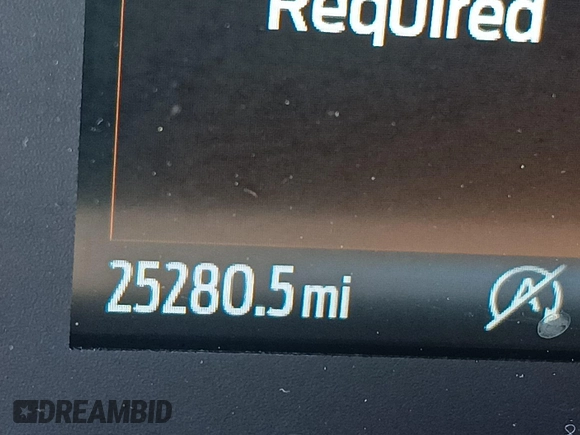 Required
25280.5 mi
A
DREAMBID